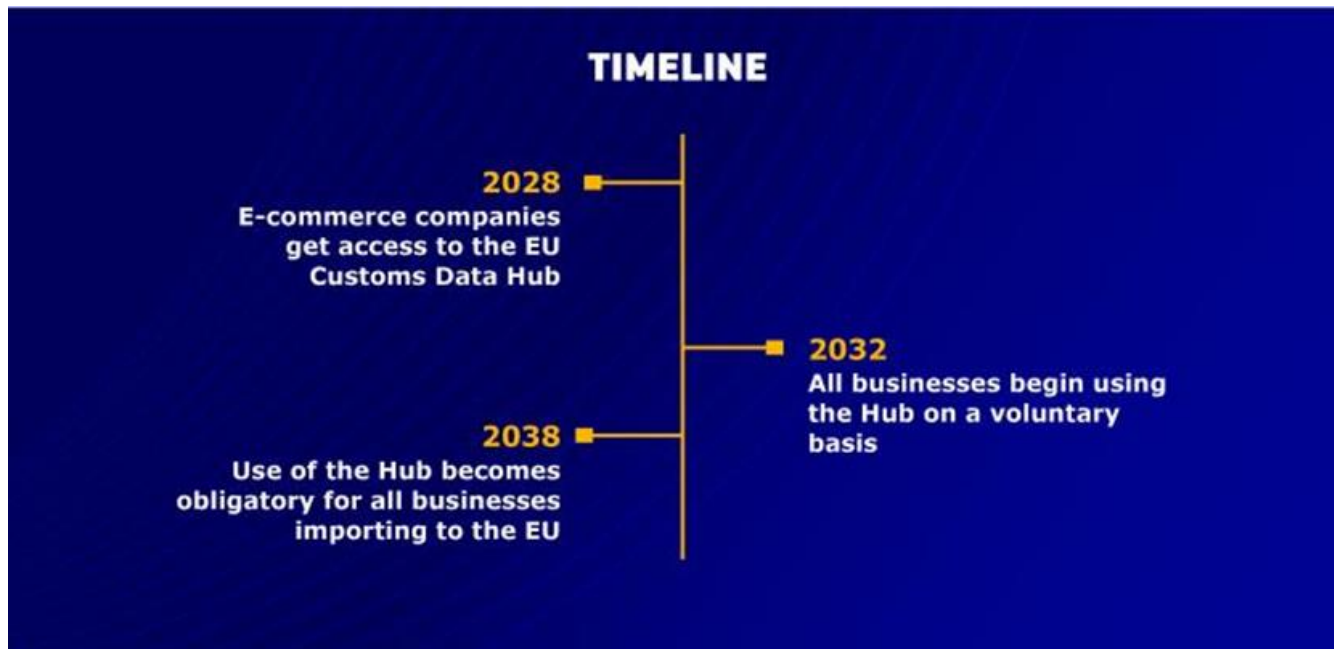 TIMELINE
2028
E-commerce companies
get access to the EU
Customs Data Hub
2032
All businesses begin using
the Hub on a voluntary
basis
2038
Use of the Hub becomes
obligatory for all businesses
importing to the EU